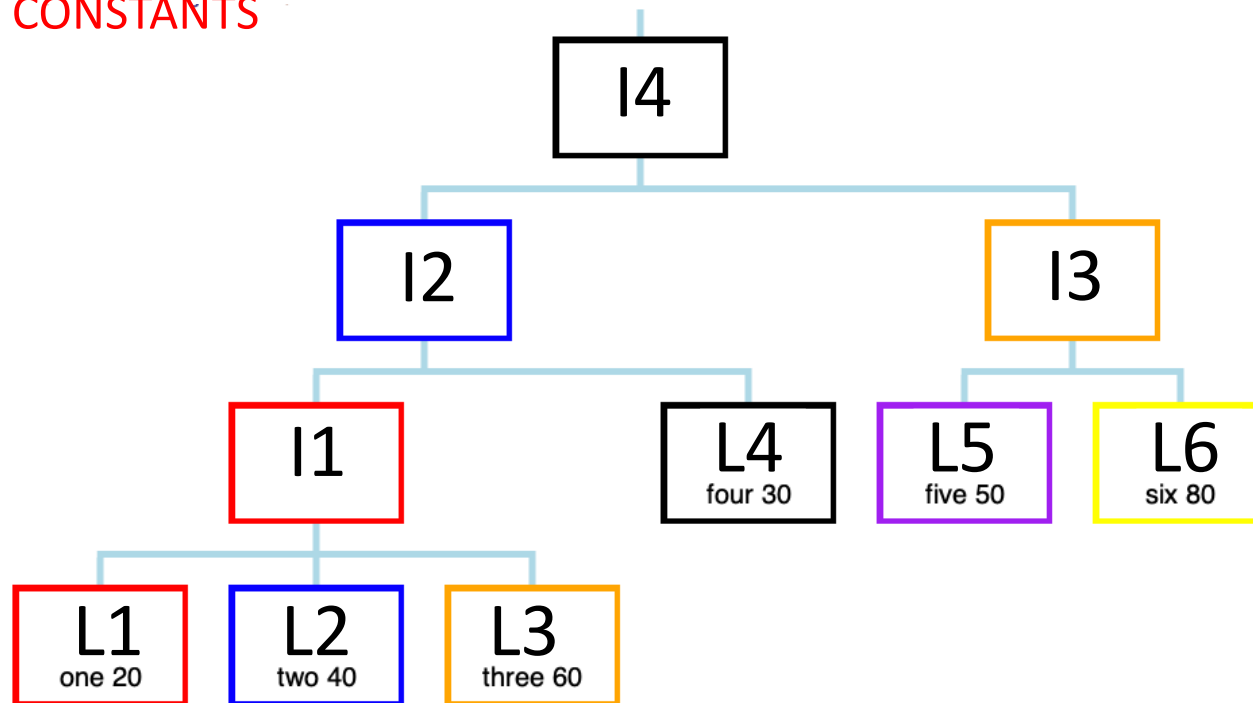 CONSTANTS
I4
I2
I3
I1
L4
four 30
L5
five 50
L6
six 80
L1
one 20
L2
two 40
L3
three 60